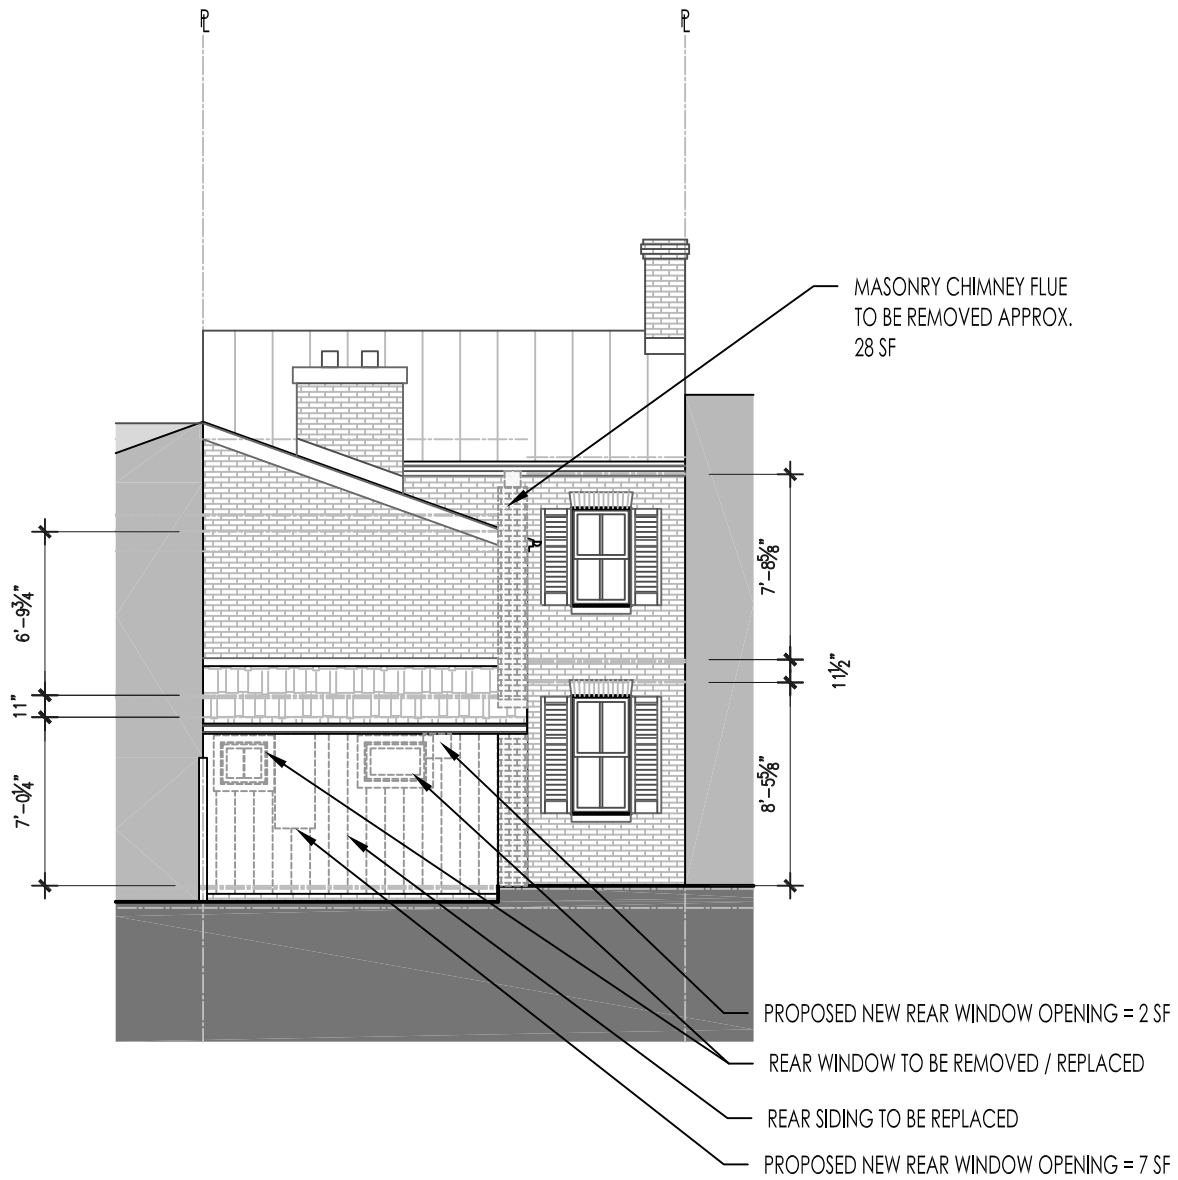 PL PL
MASONRY CHIMNEY FLUE
TO BE REMOVED APPROX.
28 SF
6'-9¾"
11"
7'-0¼"
7'-8⅝"
11½"
8'-5⅝"
PROPOSED NEW REAR WINDOW OPENING = 2 SF
REAR WINDOW TO BE REMOVED / REPLACED
REAR SIDING TO BE REPLACED
PROPOSED NEW REAR WINDOW OPENING = 7 SF